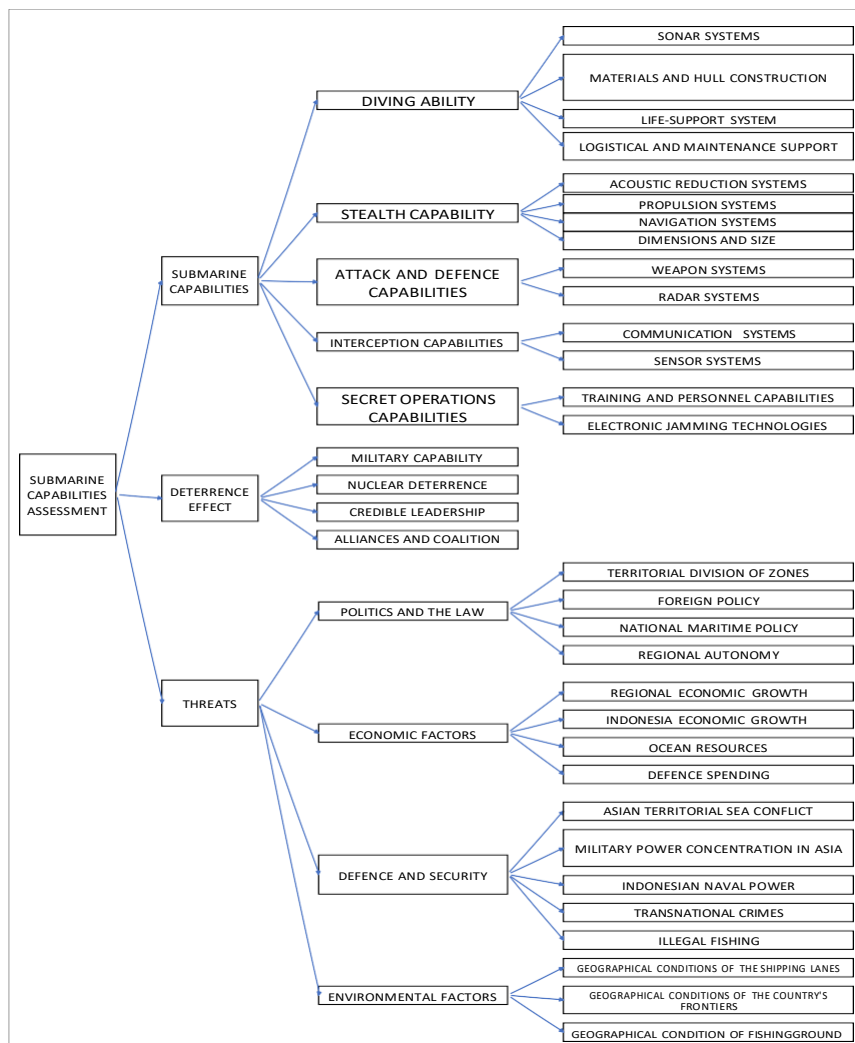 SONAR SYSTEMS
MATERIALS AND HULL CONSTRUCTION
DIVING ABILITY
LIFE-SUPPORT SYSTEM
LOGISTICAL AND MAINTENANCE SUPPORT
ACOUSTIC REDUCTION SYSTEMS
PROPULSION SYSTEMS
STEALTH CAPABILITY
NAVIGATION SYSTEMS
DIMENSIONS AND SIZE
SUBMARINE
CAPABILITIES
ATTACK AND DEFENCE
CAPABILITIES
WEAPON SYSTEMS
RADAR SYSTEMS
COMMUNICATION SYSTEMS
INTERCEPTION CAPABILITIES
SENSOR SYSTEMS
SECRET OPERATIONS
CAPABILITIES
TRAINING AND PERSONNEL CAPABILITIES
ELECTRONIC JAMMING TECHNOLOGIES
SUBMARINE
CAPABILITIES
ASSESSMENT
DETERRENCE
EFFECT
MILITARY CAPABILITY
NUCLEAR DETERRENCE
CREDIBLE LEADERSHIP
ALLIANCES AND COALITION
TERRITORIAL DIVISION OF ZONES
FOREIGN POLICY
POLITICS AND THE LAW
NATIONAL MARITIME POLICY
REGIONAL AUTONOMY
THREATS
REGIONAL ECONOMIC GROWTH
INDONESIA ECONOMIC GROWTH
ECONOMIC FACTORS
OCEAN RESOURCES
DEFENCE SPENDING
ASIAN TERRITORIAL SEA CONFLICT
MILITARY POWER CONCENTRATION IN ASIA
DEFENCE AND SECURITY
INDONESIAN NAVAL POWER
TRANSNATIONAL CRIMES
ILLEGAL FISHING
GEOGRAPHICAL CONDITIONS OF THE SHIPPING LANES
ENVIRONMENTAL FACTORS
GEOGRAPHICAL CONDITIONS OF THE COUNTRY'S
FRONTIERS
GEOGRAPHICAL CONDITION OF FISHINGGROUND